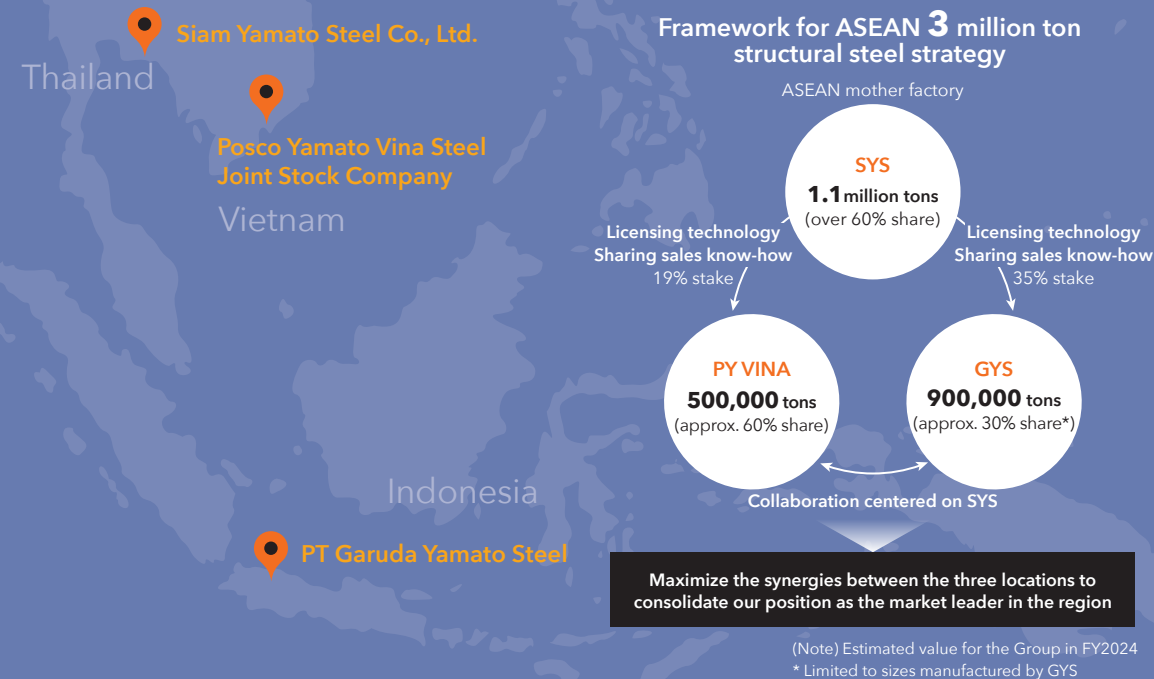 Siam Yamato Steel Co., Ltd.
Thailand
Posco Yamato Vina Steel
Joint Stock Company
Vietnam
Indonesia
PT Garuda Yamato Steel
Framework for ASEAN 3 million ton
structural steel strategy
ASEAN mother factory
SYS
1.1 million tons
(over 60% share)
Licensing technology
Sharing sales know-how
19% stake
Licensing technology
Sharing sales know-how
35% stake
PY VINA
500,000 tons
(approx. 60% share)
GYS
900,000 tons
(approx. 30% share*)
Collaboration centered on SYS
Maximize the synergies between the three locations to
consolidate our position as the market leader in the region
(Note) Estimated value for the Group in FY2024
* Limited to sizes manufactured by GYS